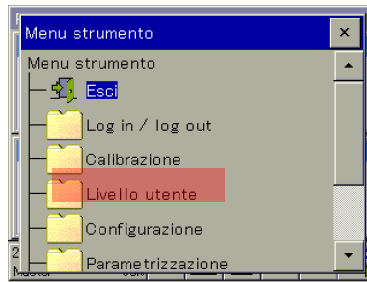 Menu strumento
Menu strumento
Esci
Log in / log out
Calibrazione
Livello utente
Configurazione
Parametrizzazione